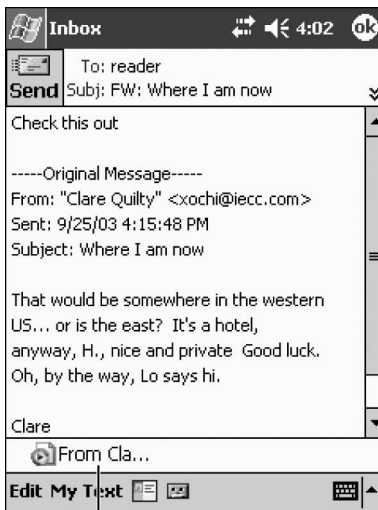 Inbox 4:02 ok
To: reader
Send Subj: FW: Where I am now
Check this out
-----Original Message-----
From: "Clare Quilty" <xochi@iecc.com>
Sent: 9/25/03 4:15:48 PM
Subject: Where I am now
That would be somewhere in the western
US... or is the east? It's a hotel,
anyway, H., nice and private Good luck.
Oh, by the way, Lo says hi.
Clare
From Cla...
Edit My Text